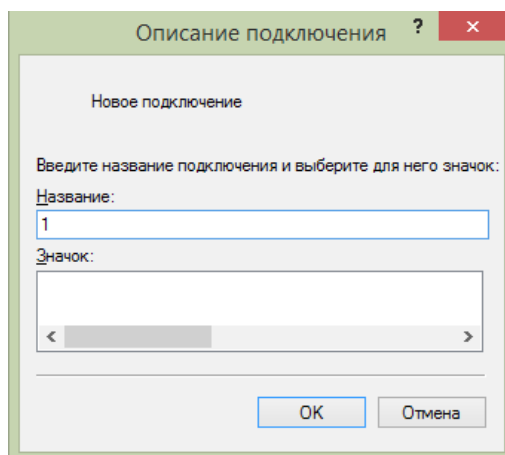 Описание подключения
?
Новое подключение
Введите название подключения и выберите для него значок:
Название:
1
Значок:
OK
Отмена